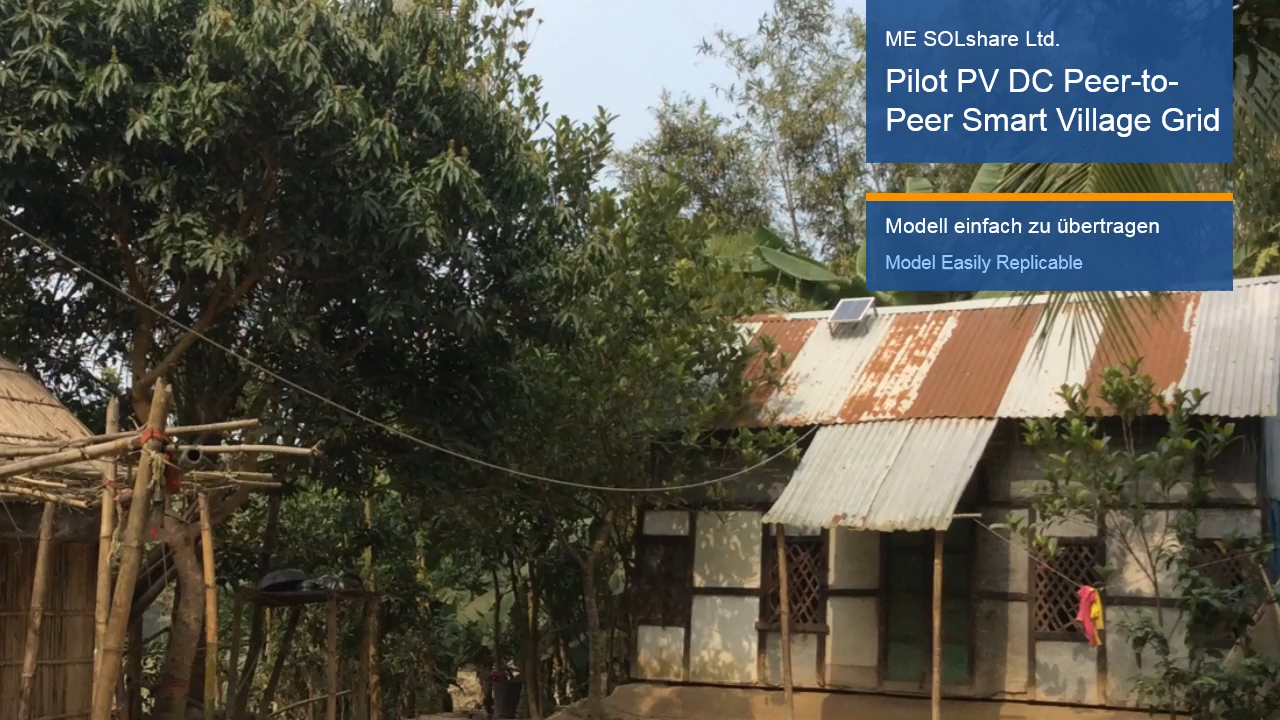 ME SOLshare Ltd.
Pilot PV DC Peer-to-
Peer Smart Village Grid
Modell einfach zu übertragen
Model Easily Replicable